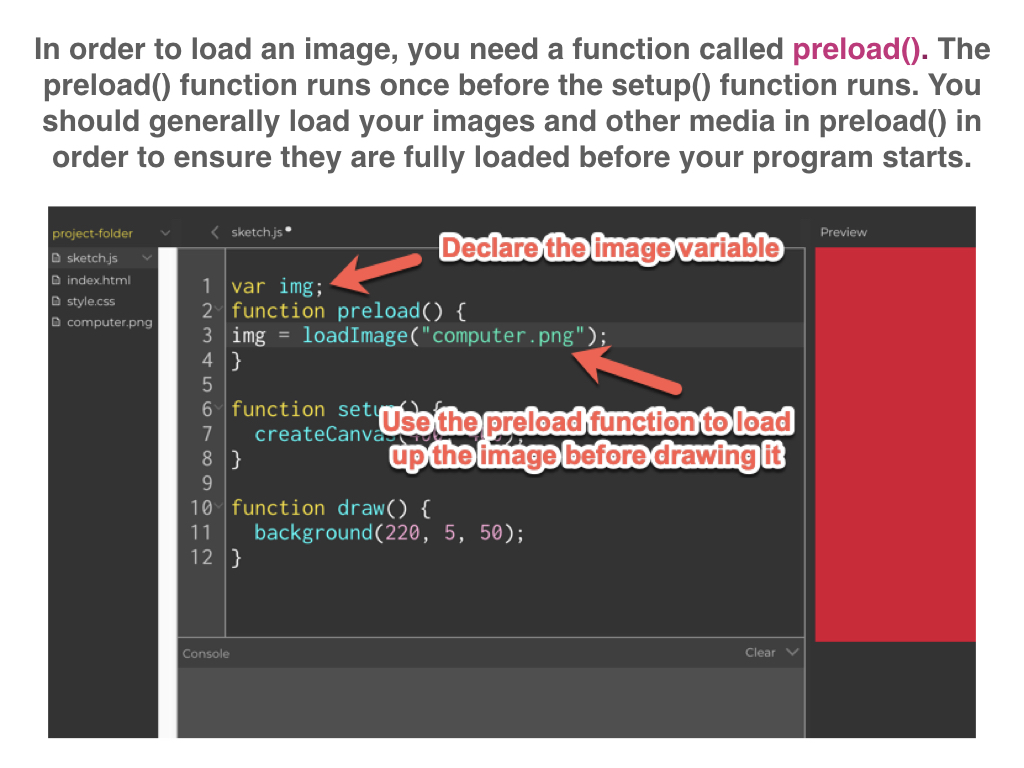 In order to load an image, you need a function called preload(). The
preload() function runs once before the setup() function runs. You
should generally load your images and other media in preload() in
order to ensure they are fully loaded before your program starts.
project-folder
sketch.js
Preview
sketch.js
index.html
style.css
computer.png
Declare the image variable
1 var img;
2 function preload() {
3 img = loadImage("computer.png");
4 }
5
6 function setup() {
7 createCanvas(
8 }
9
10 function draw() {
11 background(220, 5, 50);
12 }
Use the preload function to load
up the image before drawing it
Console
Clear